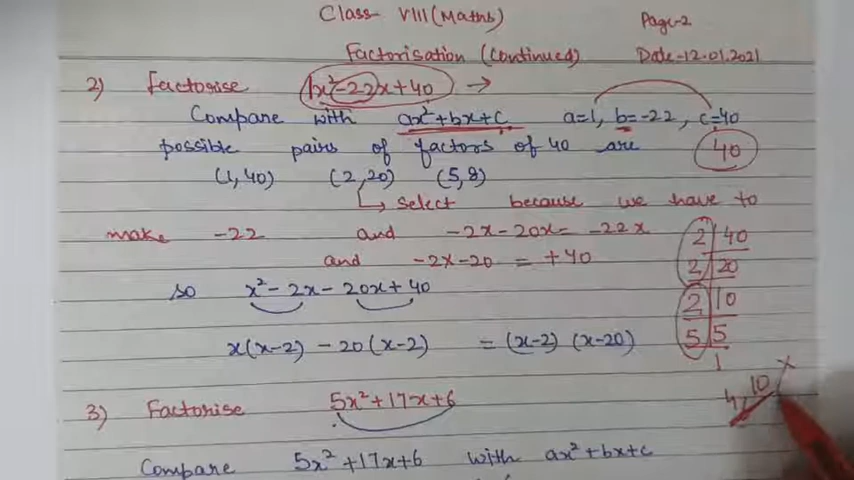 Class- VIII (Maths) Page-2
Factorisation (continued) Date-12-01-2021
2) Factorise 1x²-22x+40 →
Compare with ax²+bx+c a=1, b=-22, c=40
possible pairs of factors of 40 are 40
(1,40) (2,20) (5,8)
↳ Select because we have to
make -22 and -2x-20x= -22x 2|40
and -2x-20 = +40 2|20
so x²-2x-20x+40 2|10
x(x-2) -20(x-2) = (x-2) (x-20) 5|5
1
3) Factorise 5x²+17x+6 4 10 x
Compare 5x²+17x+6 with ax²+bx+c